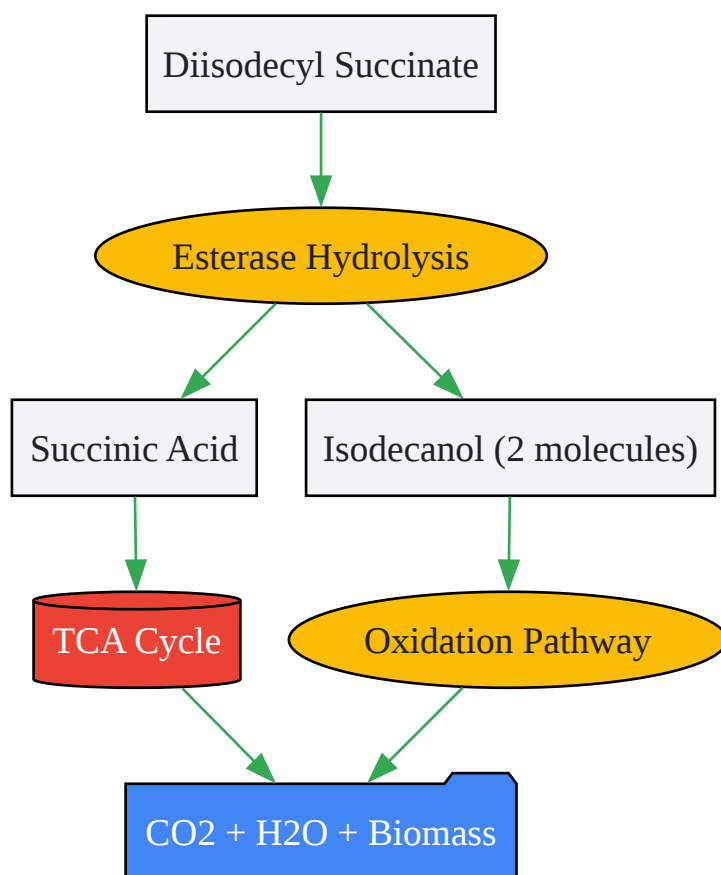 Diisodecyl Succinate
Esterase Hydrolysis
Succinic Acid
Isodecanol (2 molecules)
TCA Cycle
Oxidation Pathway
CO2 + H2O + Biomass